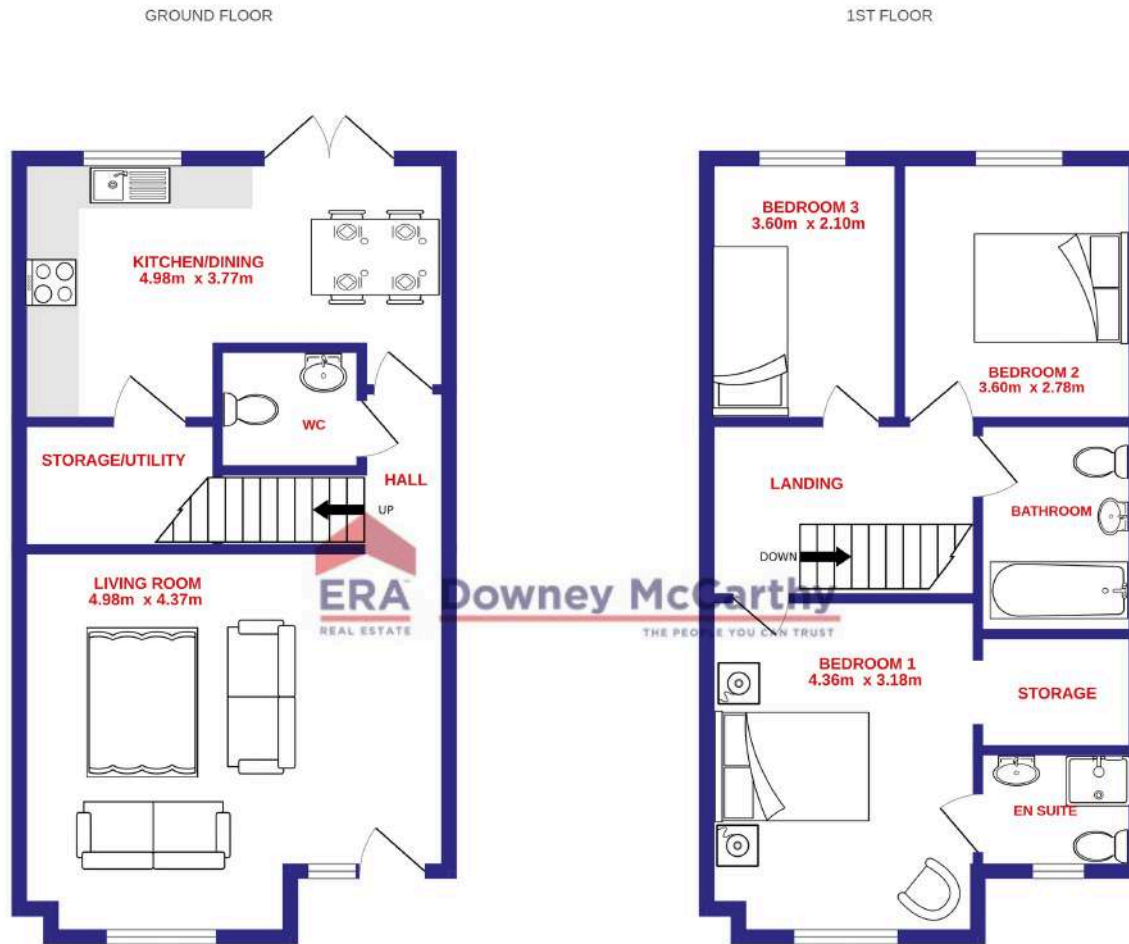 GROUND FLOOR
KITCHEN/DINING
4.98m x 3.77m
WC
STORAGE/UTILITY
HALL
UP
LIVING ROOM
4.98m x 4.37m
1ST FLOOR
BEDROOM 3
3.60m x 2.10m
BEDROOM 2
3.60m x 2.78m
LANDING
BATHROOM
DOWN
BEDROOM 1
4.36m x 3.18m
STORAGE
EN SUITE
ERA Downey McCarthy
REAL ESTATE THE PEOPLE YOU CAN TRUST